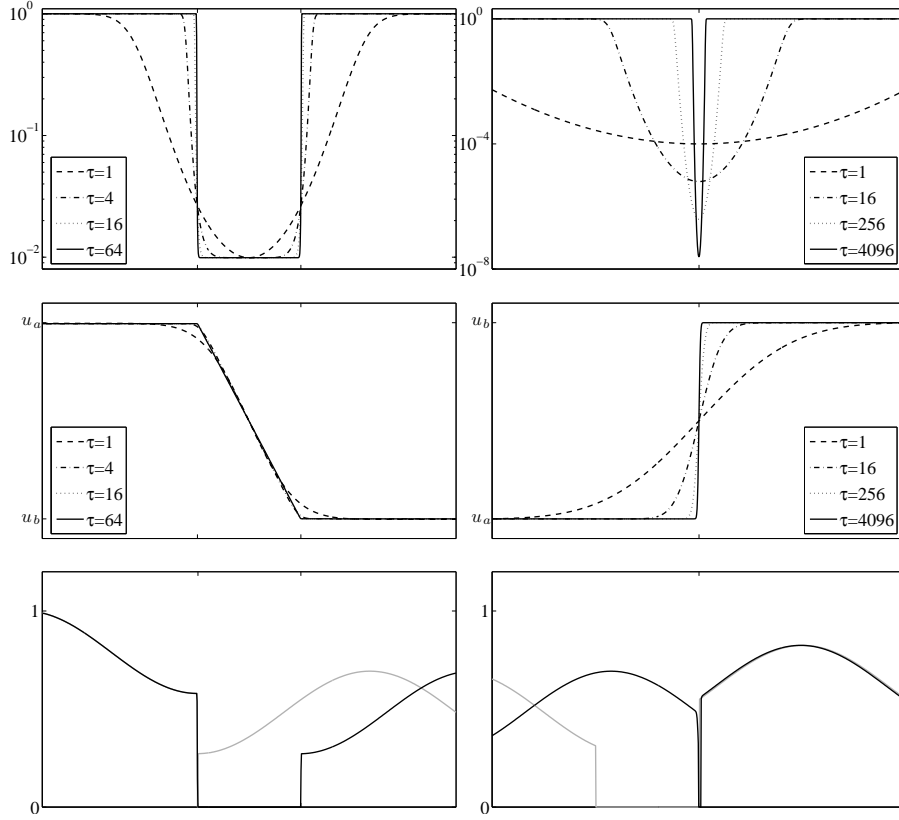 10^0
10^-1
10^-2
τ=1
τ=4
τ=16
τ=64
10^0
10^-4
10^-8
τ=1
τ=16
τ=256
τ=4096
u_a
u_b
τ=1
τ=4
τ=16
τ=64
u_b
u_a
τ=1
τ=16
τ=256
τ=4096
1
0
1
0